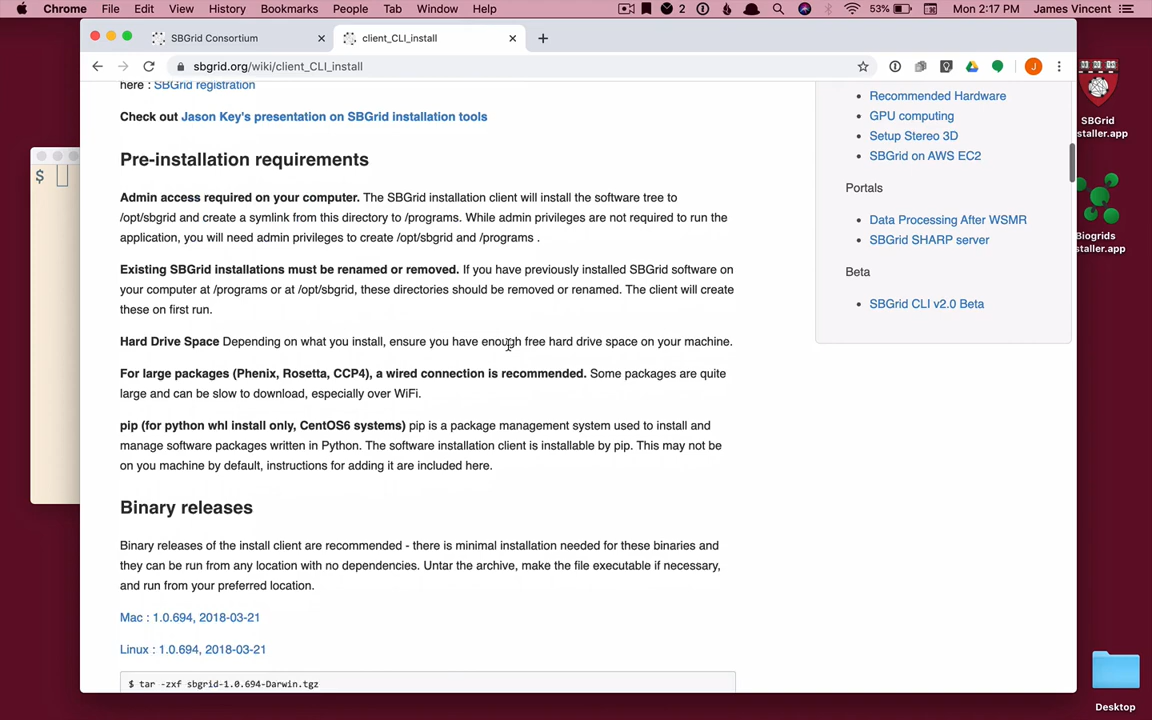 Chrome File Edit View History Bookmarks People Tab Window Help 2 53% Mon 2:17 PM James Vincent
SBGrid Consortium
client_CLI_install
sbgrid.org/wiki/client_CLI_install
J
here : SBGrid registration
Check out Jason Key's presentation on SBGrid installation tools
Pre-installation requirements
Admin access required on your computer. The SBGrid installation client will install the software tree to
/opt/sbgrid and create a symlink from this directory to /programs. While admin privileges are not required to run the
application, you will need admin privileges to create /opt/sbgrid and /programs .
Existing SBGrid installations must be renamed or removed. If you have previously installed SBGrid software on
your computer at /programs or at /opt/sbgrid, these directories should be removed or renamed. The client will create
these on first run.
Hard Drive Space Depending on what you install, ensure you have enough free hard drive space on your machine.
For large packages (Phenix, Rosetta, CCP4), a wired connection is recommended. Some packages are quite
large and can be slow to download, especially over WiFi.
pip (for python whl install only, CentOS6 systems) pip is a package management system used to install and
manage software packages written in Python. The software installation client is installable by pip. This may not be
on you machine by default, instructions for adding it are included here.
Binary releases
Binary releases of the install client are recommended - there is minimal installation needed for these binaries and
they can be run from any location with no dependencies. Untar the archive, make the file executable if necessary,
and run from your preferred location.
Mac : 1.0.694, 2018-03-21
Linux : 1.0.694, 2018-03-21
$ tar -zxf sbgrid-1.0.694-Darwin.tgz
Recommended Hardware
GPU computing
Setup Stereo 3D
SBGrid on AWS EC2
Portals
Data Processing After WSMR
SBGrid SHARP server
Beta
SBGrid CLI v2.0 Beta
$
SBGrid
staller.app
Biogrids
staller.app
Desktop